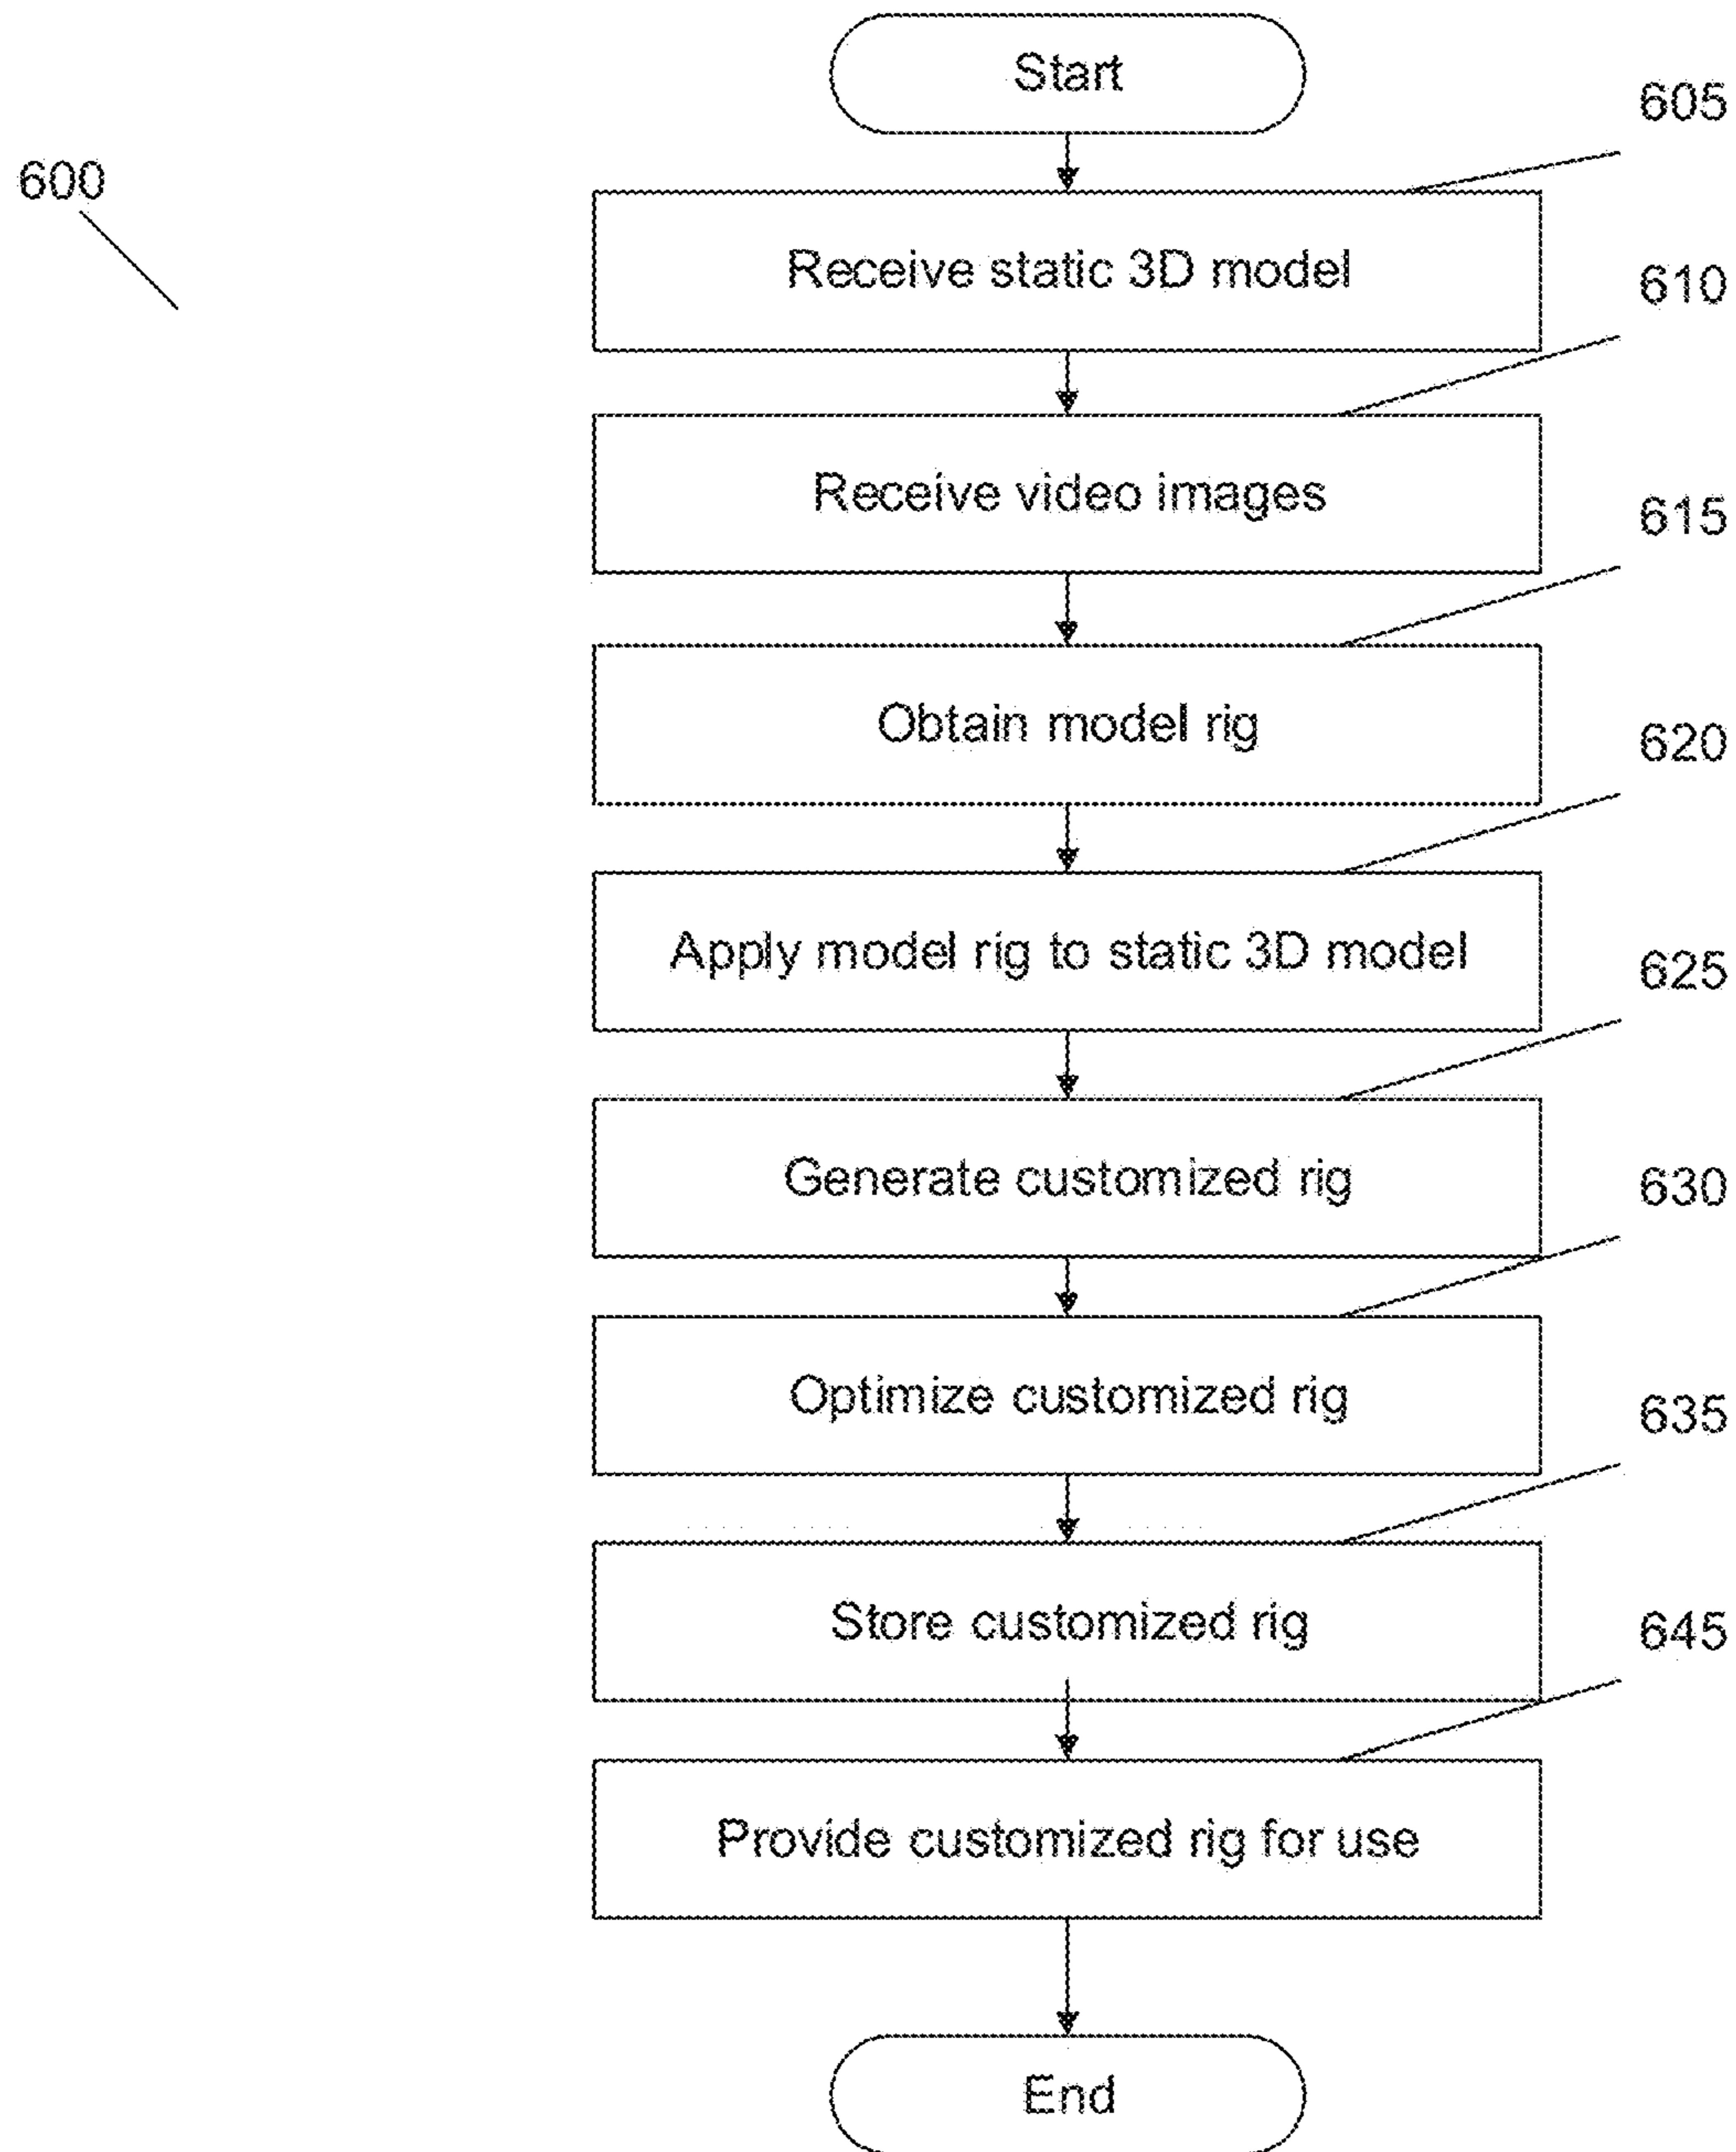 Start
605
600
Receive static 3D model
610
Receive video images
615
Obtain model rig
620
Apply model rig to static 3D model
625
Generate customized rig
630
Optimize customized rig
635
Store customized rig
645
Provide customized rig for use
End